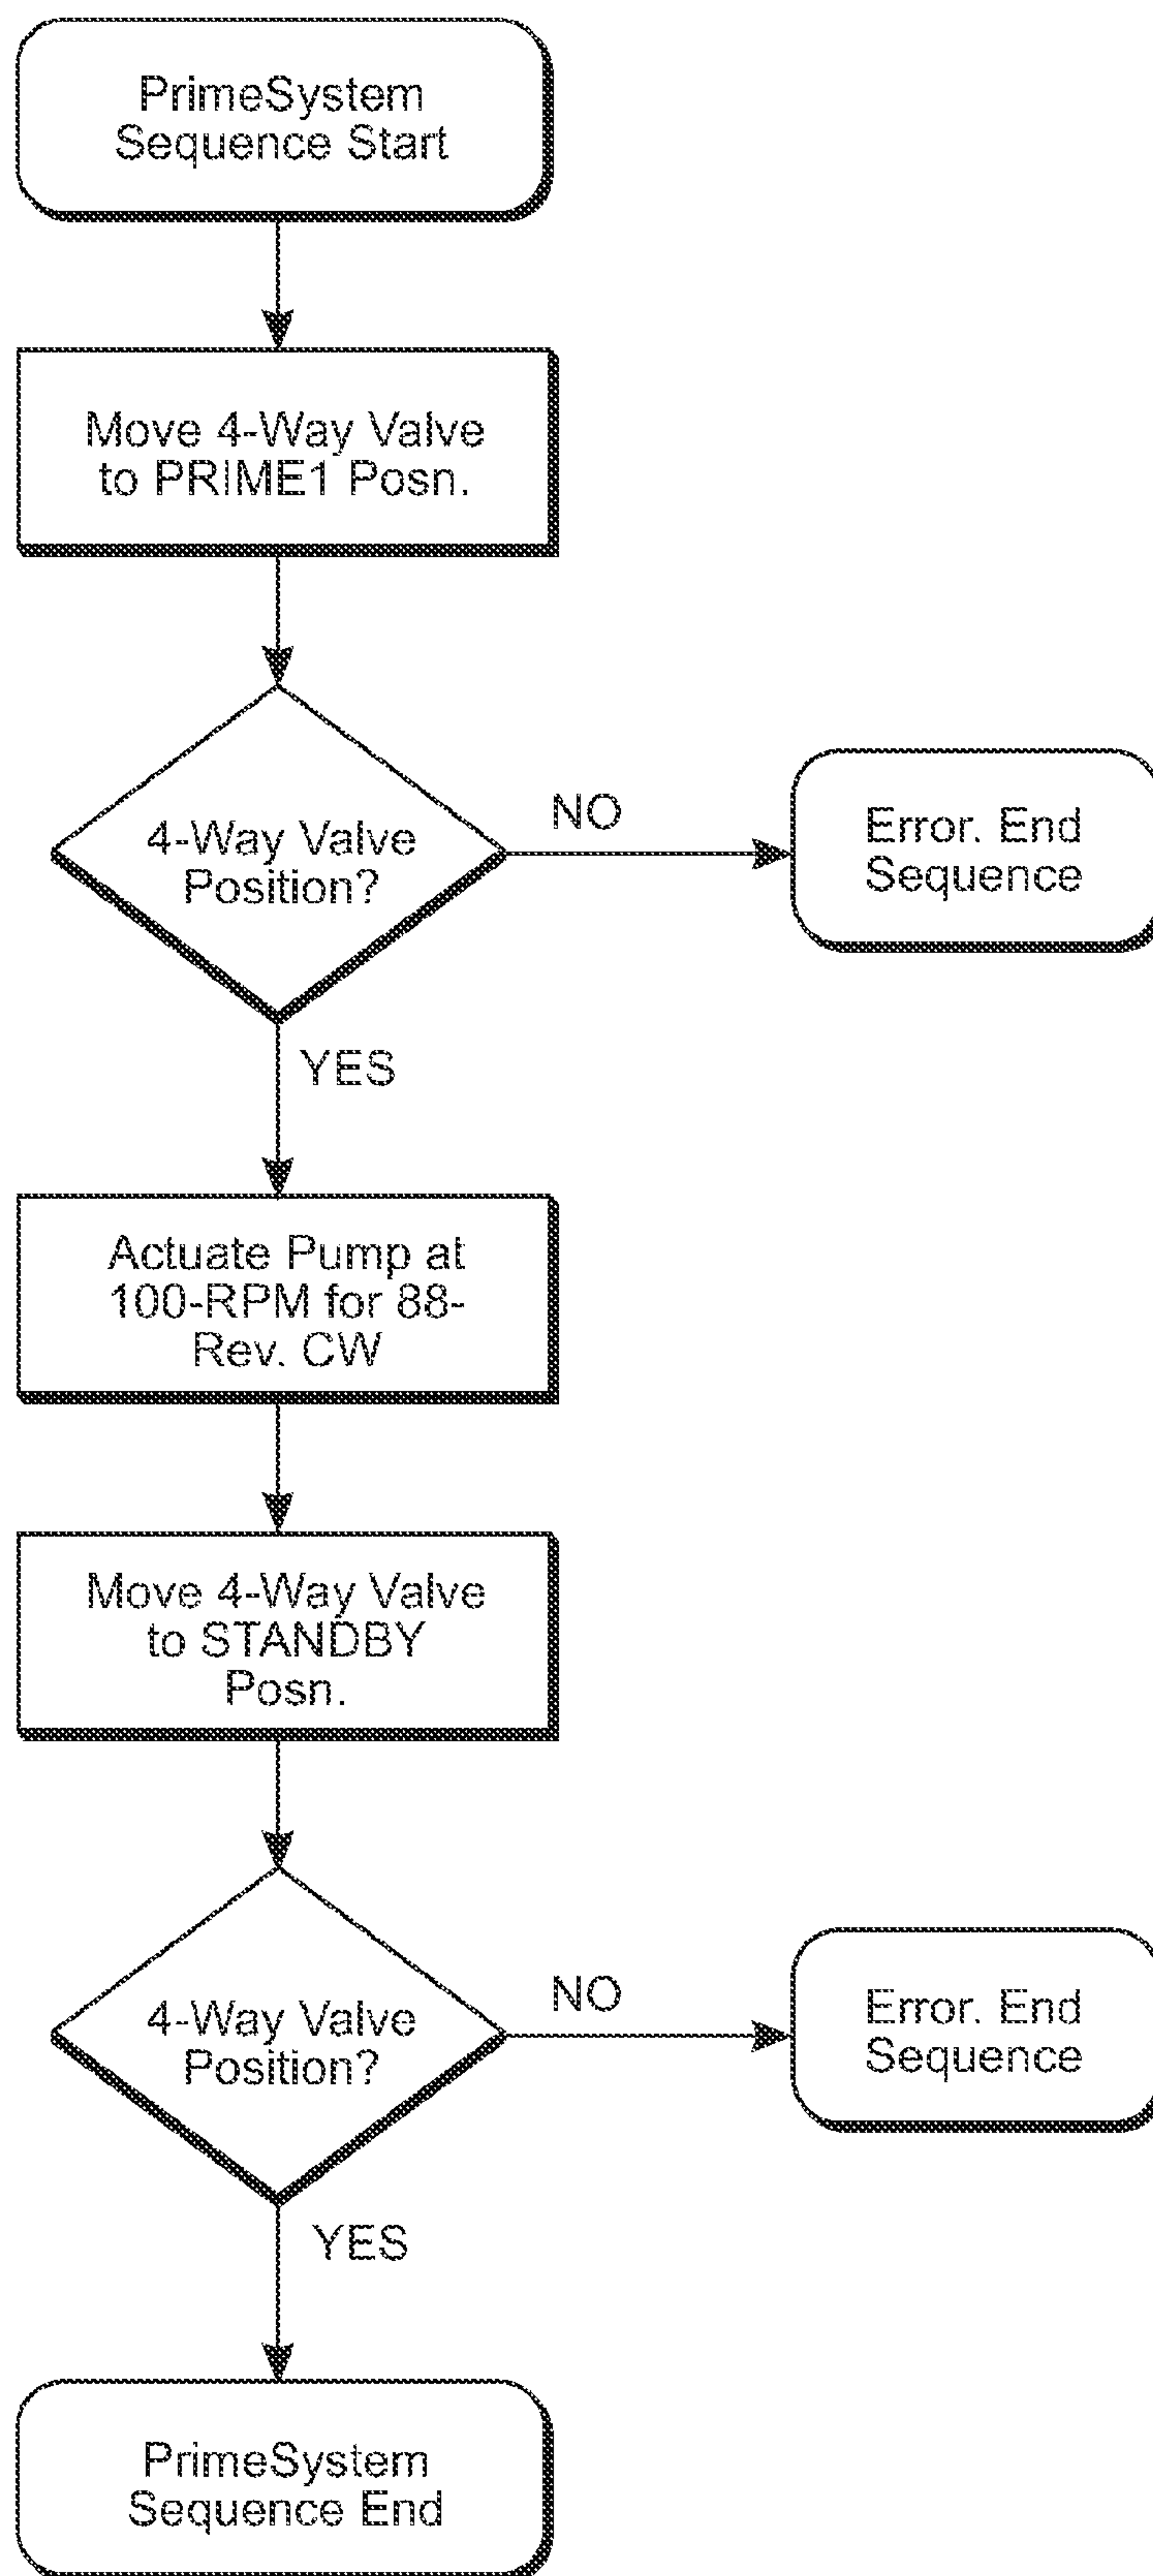 PrimeSystem
Sequence Start
Move 4-Way Valve
to PRIME1 Posn.
4-Way Valve
Position?
NO
Error. End
Sequence
YES
Actuate Pump at
100-RPM for 88-
Rev. CW
Move 4-Way Valve
to STANDBY
Posn.
4-Way Valve
Position?
NO
Error. End
Sequence
YES
PrimeSystem
Sequence End